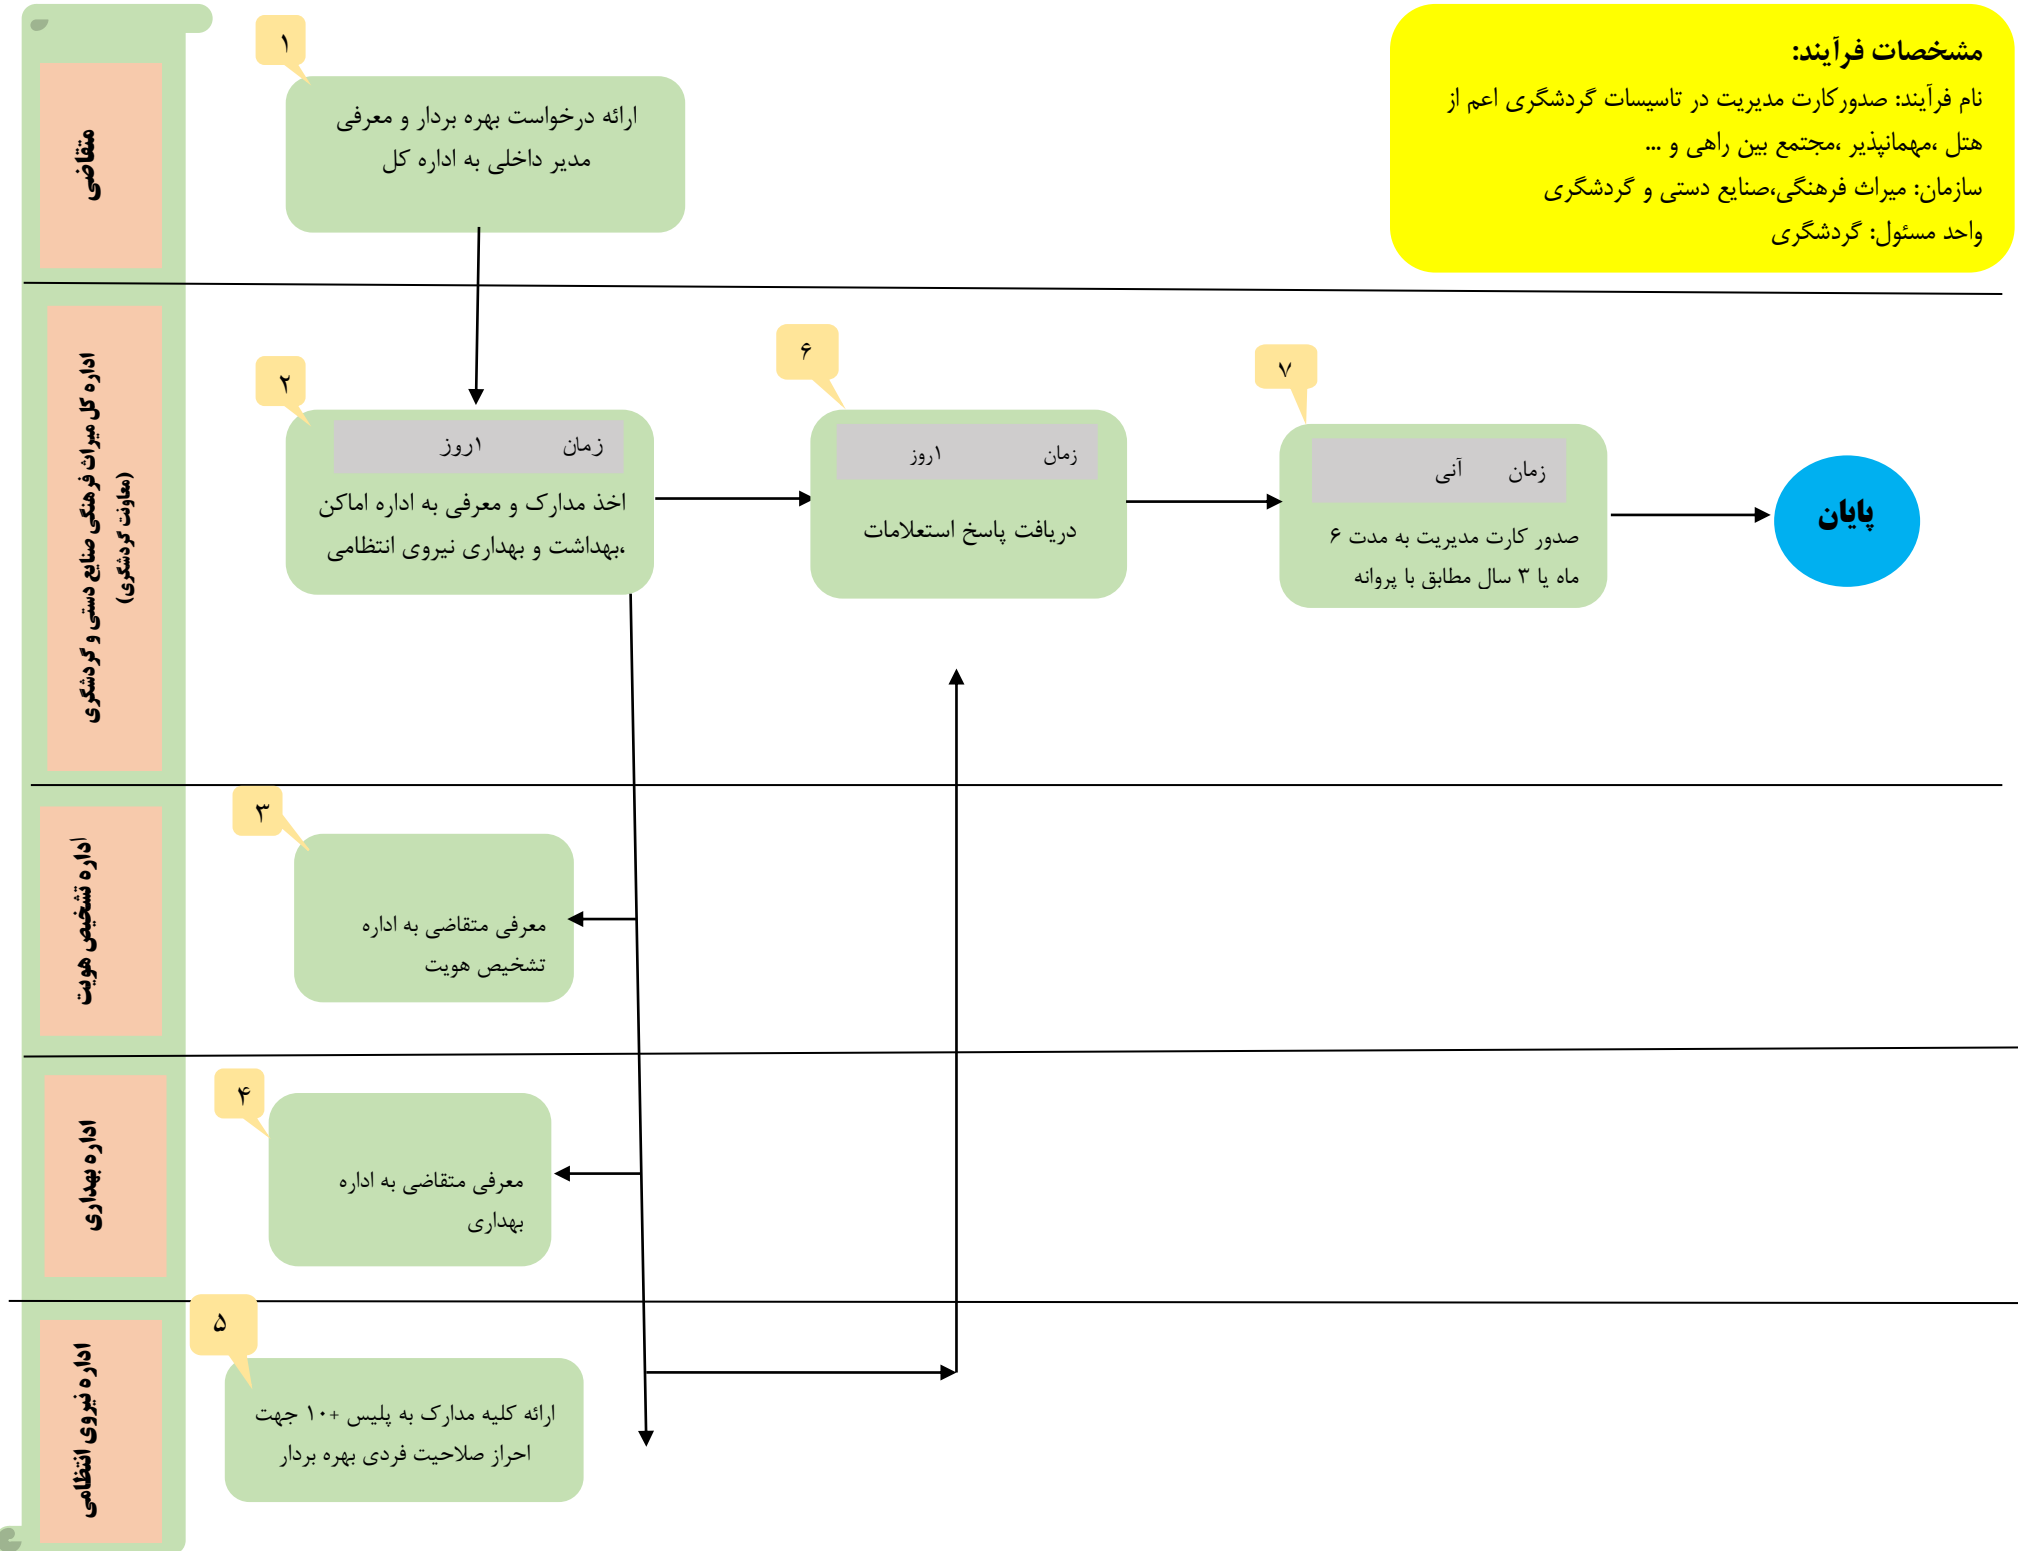 مشخصات فرآیند:
نام فرآیند: صدورکارت مدیریت در تاسیسات گردشگری اعم از
هتل ،مهمانپذیر ،مجتمع بین راهی و ...
سازمان: میراث فرهنگی،صنایع دستی و گردشگری
واحد مسئول: گردشگری
متقاضی
۱
ارائه درخواست بهره بردار و معرفی
مدیر داخلی به اداره کل
اداره کل میراث فرهنگی صنایع دستی و گردشگری
(معاونت گردشگری)
۲
زمان ۱روز
اخذ مدارک و معرفی به اداره اماکن
،بهداشت و بهداری نیروی انتظامی
۶
زمان ۱روز
دریافت پاسخ استعلامات
۷
زمان آنی
صدور کارت مدیریت به مدت ۶
ماه یا ۳ سال مطابق با پروانه
پایان
اداره تشخیص هویت
۳
معرفی متقاضی به اداره
تشخیص هویت
اداره بهداری
۴
معرفی متقاضی به اداره
بهداری
اداره نیروی انتظامی
۵
ارائه کلیه مدارک به پلیس +۱۰ جهت
احراز صلاحیت فردی بهره بردار